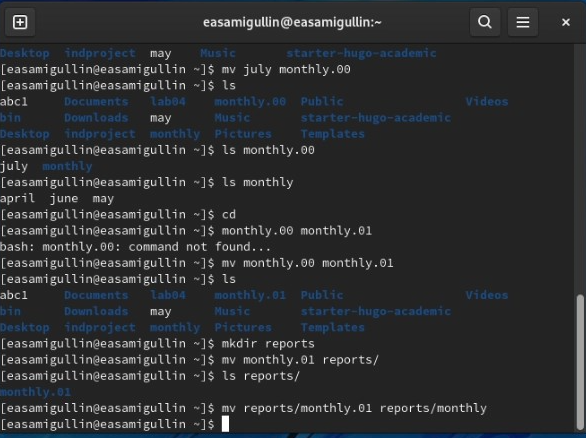 easamigullin@easamigullin:~
Desktop indproject may Music starter-hugo-academic
[easamigullin@easamigullin ~]$ mv july monthly.00
[easamigullin@easamigullin ~]$ ls
abc1 Documents lab04 monthly.00 Public Videos
bin Downloads may Music starter-hugo-academic
Desktop indproject monthly Pictures Templates
[easamigullin@easamigullin ~]$ ls monthly.00
july monthly
[easamigullin@easamigullin ~]$ ls monthly
april june may
[easamigullin@easamigullin ~]$ cd
[easamigullin@easamigullin ~]$ monthly.00 monthly.01
bash: monthly.00: command not found...
[easamigullin@easamigullin ~]$ mv monthly.00 monthly.01
[easamigullin@easamigullin ~]$ ls
abc1 Documents lab04 monthly.01 Public Videos
bin Downloads may Music starter-hugo-academic
Desktop indproject monthly Pictures Templates
[easamigullin@easamigullin ~]$ mkdir reports
[easamigullin@easamigullin ~]$ mv monthly.01 reports/
[easamigullin@easamigullin ~]$ ls reports/
monthly.01
[easamigullin@easamigullin ~]$ mv reports/monthly.01 reports/monthly
[easamigullin@easamigullin ~]$